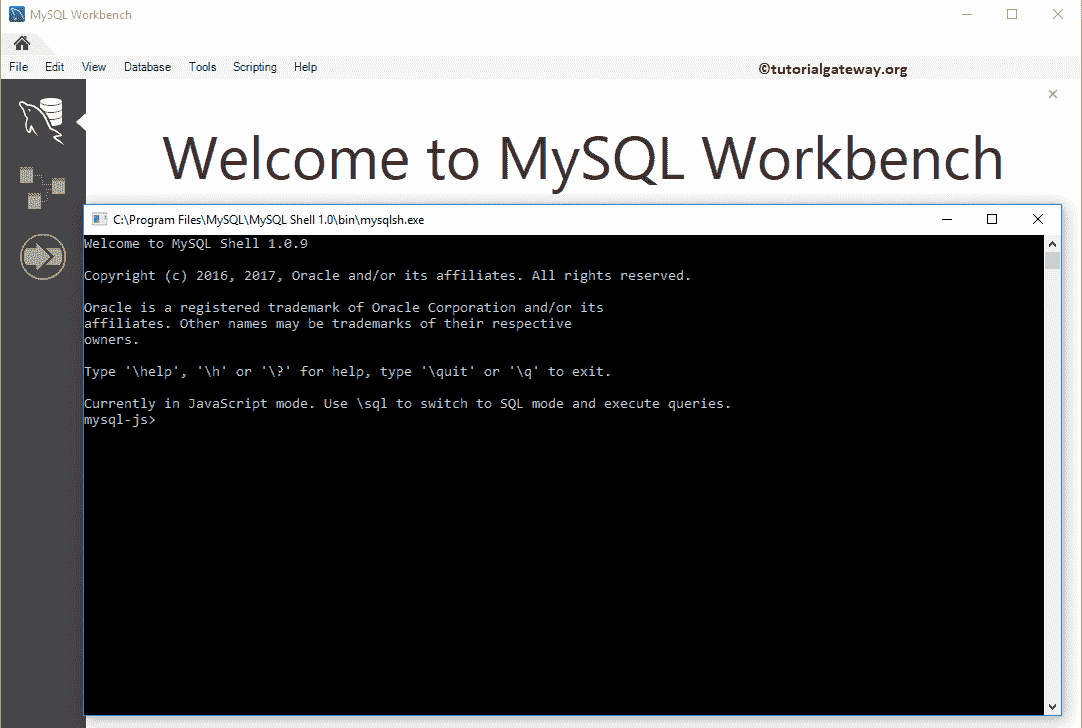 MySQL Workbench
File Edit View Database Tools Scripting Help
©tutorialgateway.org
Welcome to MySQL Workbench
C:\Program Files\MySQL\MySQL Shell 1.0\bin\mysqlsh.exe
Welcome to MySQL Shell 1.0.9
Copyright (c) 2016, 2017, Oracle and/or its affiliates. All rights reserved.
Oracle is a registered trademark of Oracle Corporation and/or its
affiliates. Other names may be trademarks of their respective
owners.
Type '\help', '\h' or '\?' for help, type '\quit' or '\q' to exit.
Currently in JavaScript mode. Use \sql to switch to SQL mode and execute queries.
mysql-js>